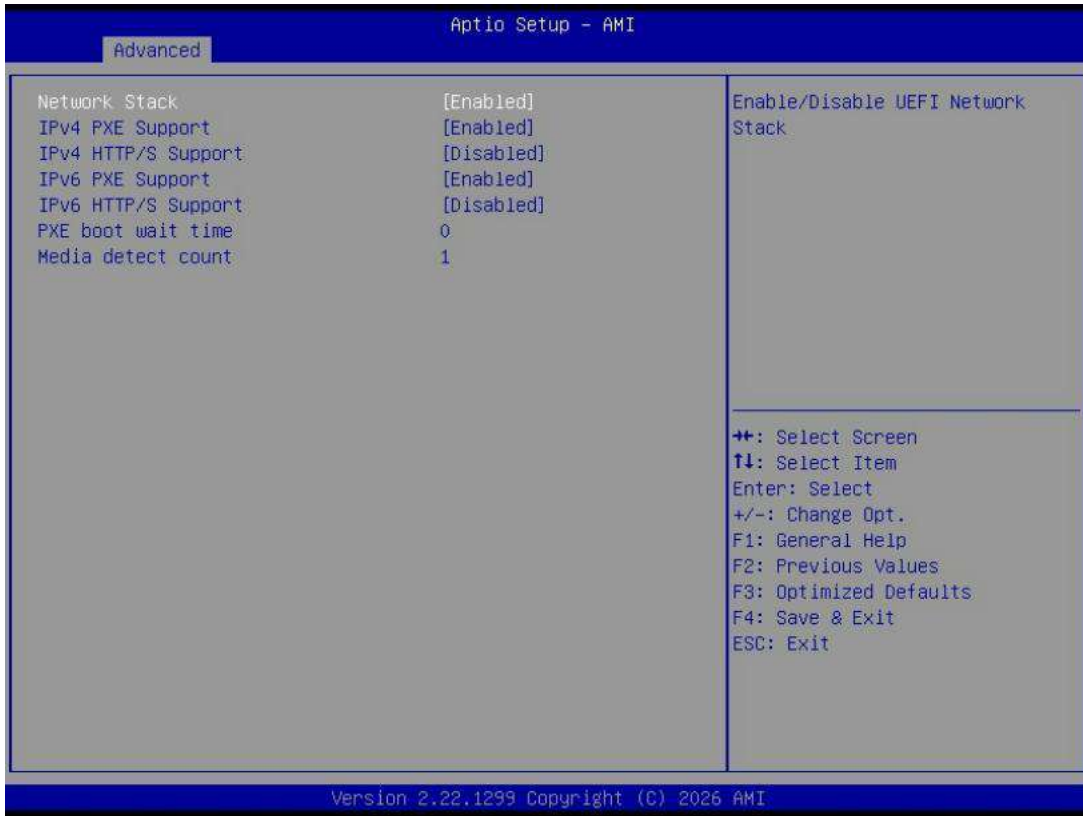 Aptio Setup - AMI
Advanced
Network Stack [Enabled]
IPv4 PXE Support [Enabled]
IPv4 HTTP/S Support [Disabled]
IPv6 PXE Support [Enabled]
IPv6 HTTP/S Support [Disabled]
PXE boot wait time 0
Media detect count 1
Enable/Disable UEFI Network
Stack
→←: Select Screen
↑↓: Select Item
Enter: Select
+/-: Change Opt.
F1: General Help
F2: Previous Values
F3: Optimized Defaults
F4: Save & Exit
ESC: Exit
Version 2.22.1299 Copyright (C) 2026 AMI